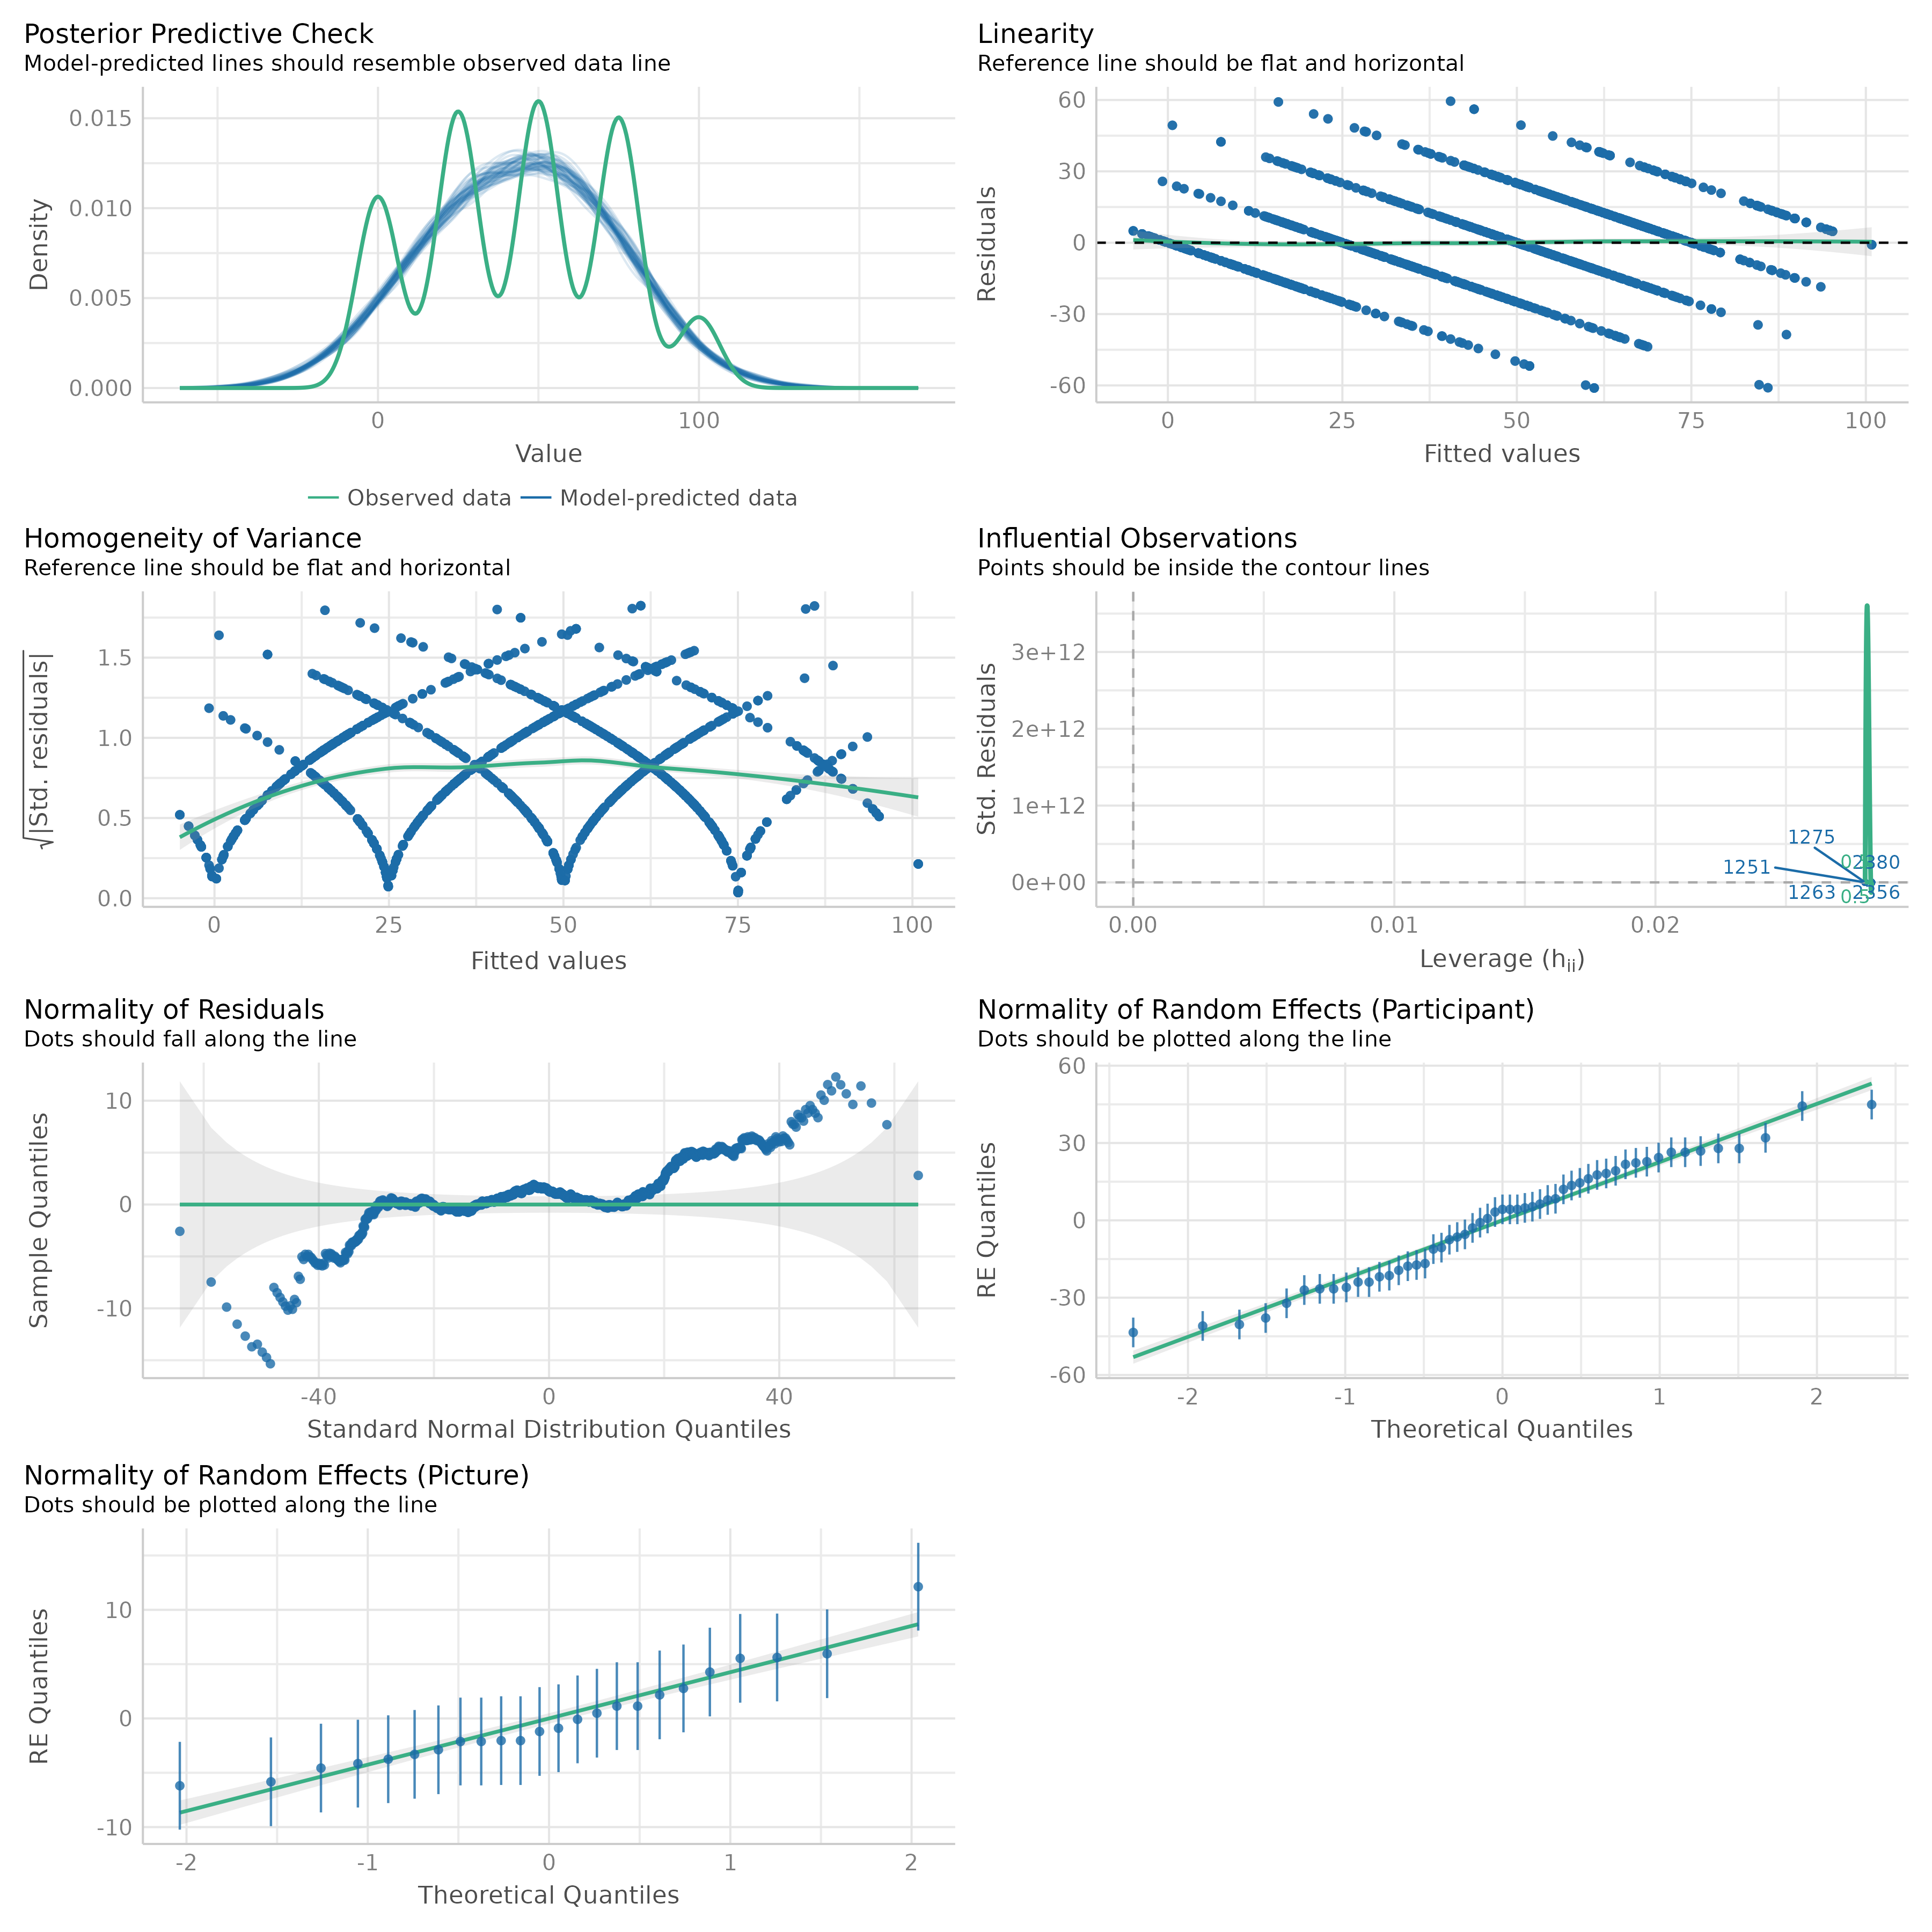 Posterior Predictive Check
Model-predicted lines should resemble observed data line
0.015
0.010
0.005
0.000
Density
0
100
Value
Observed data
Model-predicted data
Linearity
Reference line should be flat and horizontal
60
30
0
-30
-60
Residuals
0
25
50
75
100
Fitted values
Homogeneity of Variance
Reference line should be flat and horizontal
1.5
1.0
0.5
0.0
√|Std. residuals|
0
25
50
75
100
Fitted values
Influential Observations
Points should be inside the contour lines
3e+12
2e+12
1e+12
0e+00
Std. Residuals
1275
1251
2380
1263
2356
0.5
0.00
0.01
0.02
Leverage (hii)
Normality of Residuals
Dots should fall along the line
10
0
-10
Sample Quantiles
-40
0
40
Standard Normal Distribution Quantiles
Normality of Random Effects (Participant)
Dots should be plotted along the line
60
30
0
-30
-60
RE Quantiles
-2
-1
0
1
2
Theoretical Quantiles
Normality of Random Effects (Picture)
Dots should be plotted along the line
10
0
-10
RE Quantiles
-2
-1
0
1
2
Theoretical Quantiles